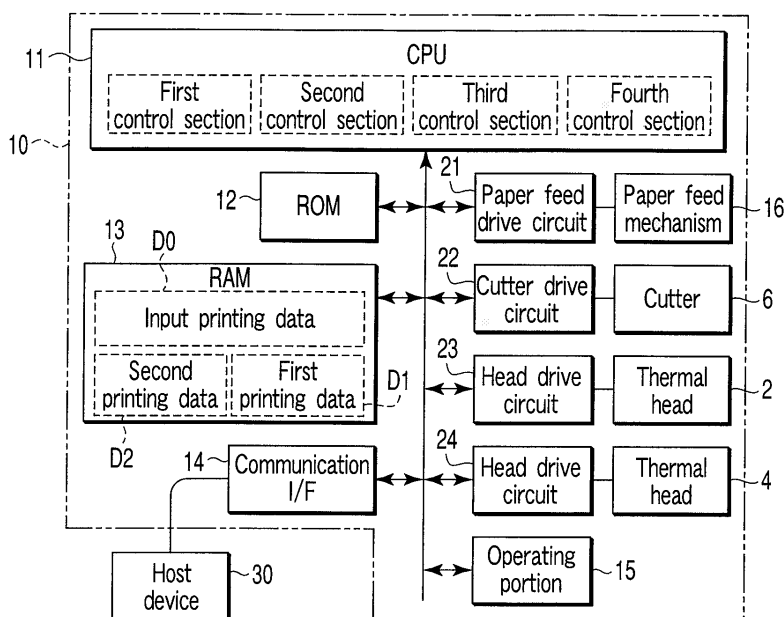 11
CPU
First
control section
Second
control section
Third
control section
Fourth
control section
10
12
ROM
21
Paper feed
drive circuit
Paper feed
mechanism
16
13
D0
RAM
Input printing data
Second
printing data
First
printing data
D1
D2
22
Cutter drive
circuit
Cutter
6
23
Head drive
circuit
Thermal
head
2
14
Communication
I/F
24
Head drive
circuit
Thermal
head
4
Host
device
30
Operating
portion
15